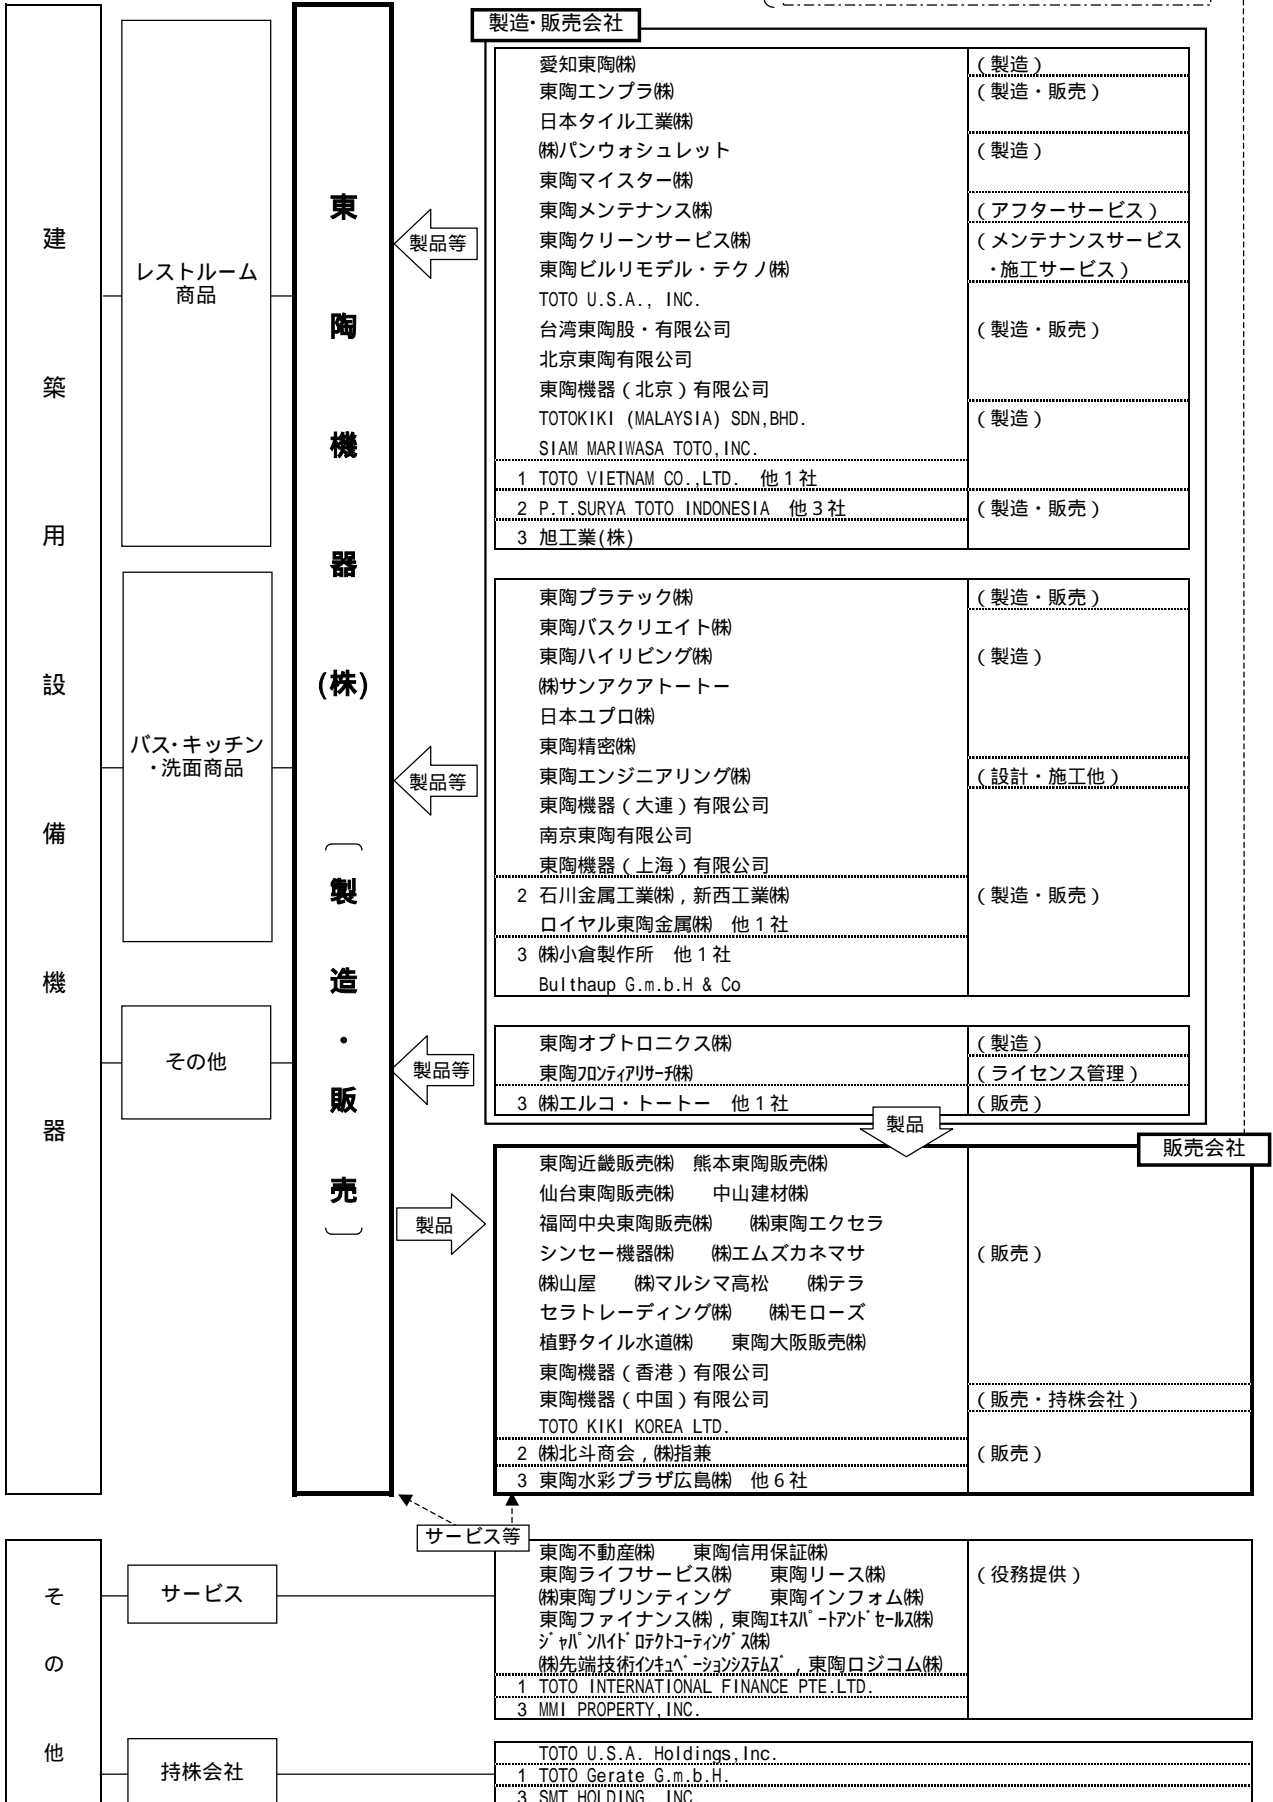 製造・販売会社
愛知東陶㈱ （製造）
東陶エンプラ㈱ （製造・販売）
日本タイル工業㈱
㈱パンウォシュレット （製造）
東陶マイスター㈱
東陶メンテナンス㈱ （アフターサービス）
東陶クリーンサービス㈱ （メンテナンスサービス
東陶ビルリモデル・テクノ㈱ ・施工サービス）
TOTO U.S.A., INC.
台湾東陶股・有限公司 （製造・販売）
北京東陶有限公司
東陶機器（北京）有限公司
TOTOKIKI (MALAYSIA) SDN,BHD. （製造）
SIAM MARIWASA TOTO,INC.
1 TOTO VIETNAM CO.,LTD. 他１社
2 P.T.SURYA TOTO INDONESIA 他３社 （製造・販売）
3 旭工業(株)
建築用設備機器
レストルーム
商品
東陶機器(株)
〔製造・販売〕
製品等
東陶プラテック㈱ （製造・販売）
東陶バスクリエイト㈱
東陶ハイリビング㈱ （製造）
㈱サンアクアトートー
日本ユプロ㈱
東陶精密㈱
東陶エンジニアリング㈱ （設計・施工他）
東陶機器（大連）有限公司
南京東陶有限公司
東陶機器（上海）有限公司
2 石川金属工業㈱，新西工業㈱ （製造・販売）
ロイヤル東陶金属㈱ 他１社
3 ㈱小倉製作所 他１社
Bulthaup G.m.b.H & Co
バス・キッチン
・洗面商品
製品等
東陶オプトロニクス㈱ （製造）
東陶ﾌﾛﾝﾃｨｱﾘｻｰﾁ㈱ （ライセンス管理）
3 ㈱エルコ・トートー 他１社 （販売）
その他
製品等
製品
販売会社
東陶近畿販売㈱ 熊本東陶販売㈱
仙台東陶販売㈱ 中山建材㈱
福岡中央東陶販売㈱ ㈱東陶エクセラ
シンセー機器㈱ ㈱エムズカネマサ （販売）
㈱山屋 ㈱マルシマ高松 ㈱テラ
セラトレーディング㈱ ㈱モローズ
植野タイル水道㈱ 東陶大阪販売㈱
東陶機器（香港）有限公司
東陶機器（中国）有限公司 （販売・持株会社）
TOTO KIKI KOREA LTD.
2 ㈱北斗商会，㈱指兼 （販売）
3 東陶水彩プラザ広島㈱ 他６社
製品
サービス等
東陶不動産㈱ 東陶信用保証㈱
東陶ライフサービス㈱ 東陶リース㈱ （役務提供）
㈱東陶プリンティング 東陶インフォム㈱
東陶ファイナンス㈱，東陶ｴｷｽﾊﾟｰﾄｱﾝﾄﾞｾｰﾙｽ㈱
ｼﾞｬﾊﾟﾝﾊｲﾄﾞﾛﾃｸﾄｺｰﾃｨﾝｸﾞｽ㈱
㈱先端技術ｲﾝｷｭﾍﾞｰｼｮﾝｼｽﾃﾑｽﾞ，東陶ロジコム㈱
1 TOTO INTERNATIONAL FINANCE PTE.LTD.
3 MMI PROPERTY,INC.
その他
サービス
持株会社
TOTO U.S.A. Holdings,Inc.
1 TOTO Gerate G.m.b.H.
3 SMT HOLDING, INC